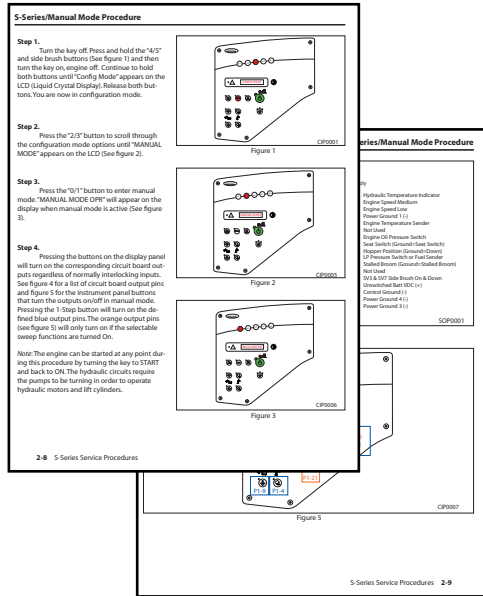 S-Series/Manual Mode Procedure
Step 1.
Turn the key off. Press and hold the "4/5"
and side brush buttons (See figure 1) and then
turn the key on, engine off. Continue to hold
both buttons until "Config Mode" appears on the
LCD (Liquid Crystal Display). Release both but-
tons. You are now in configuration mode.
CIP0001
Figure 1
Step 2.
Press the "2/3" button to scroll through
the configuration mode options until "MANUAL
MODE" appears on the LCD (See figure 2).
Step 3.
Press the "0/1" button to enter manual
mode. "MANUAL MODE OPR" will appear on the
display when manual mode is active (See figure
3).
CIP0005
Figure 2
Step 4.
Pressing the buttons on the display panel
will turn on the corresponding circuit board out-
puts regardless of normally interlocking inputs.
See figure 4 for a list of circuit board output pins
and figure 5 for the instrument panel buttons
that turn the outputs on/off in manual mode.
Pressing the 1-Step button will turn on the de-
fined blue output pins. The orange output pins
(see figure 5) will only turn on if the selectable
sweep functions are turned On.
Note: The engine can be started at any point dur-
ing this procedure by turning the key to START
and back to ON. The hydraulic circuits require
the pumps to be turning in order to operate
hydraulic motors and lift cylinders.
CIP0006
Figure 3
2-8 S-Series Service Procedures
eries/Manual Mode Procedure
ly
Hydraulic Temperature Indicator
Engine Speed Medium
Engine Speed Low
Power Ground 1 (-)
Engine Temperature Sender
Not Used
Engine Oil Pressure Switch
Seat Switch (Ground=Seat Switch)
Hopper Position (Ground=Down)
LP Pressure Switch or Fuel Sender
Stalled Broom (Ground=Stalled Broom)
Not Used
SV3 & SV7 Side Brush On & Down
Unswitched Batt VDC (+)
Control Ground (-)
Power Ground 4 (-)
Power Ground 3 (-)
SOP0001
P1-21
P1-9 P1-4
CIP0007
Figure 5
S-Series Service Procedures 2-9